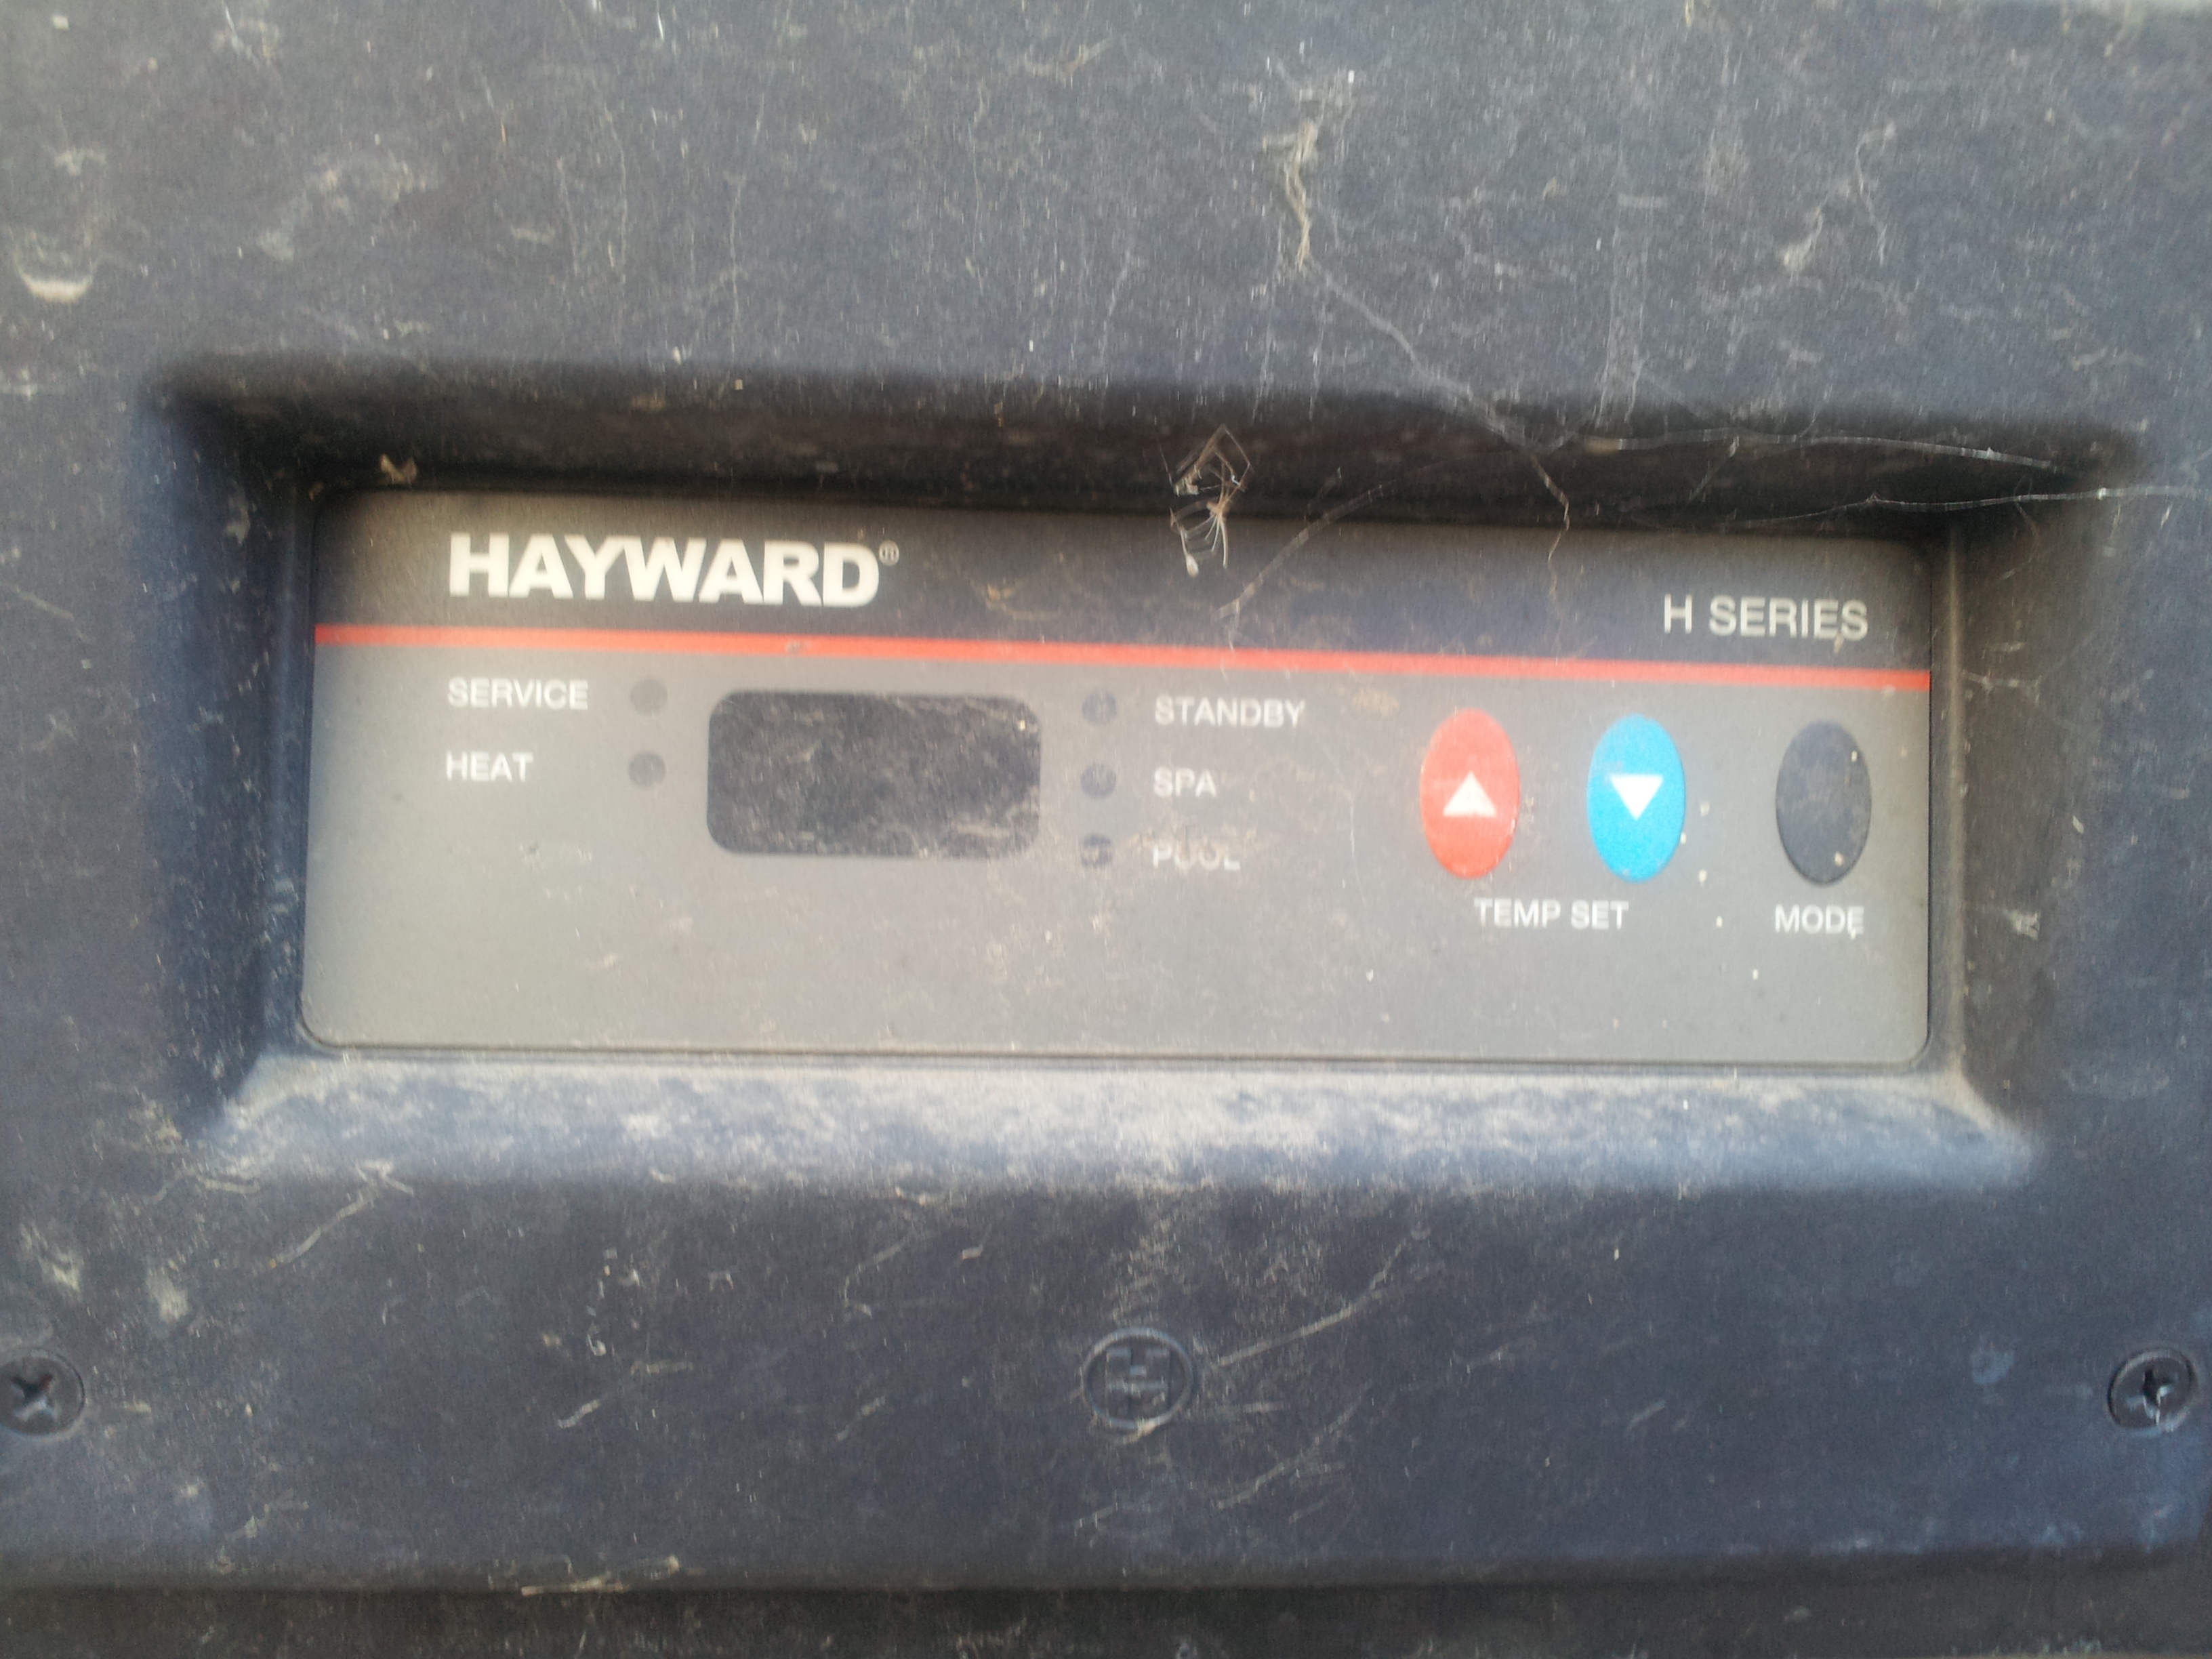 HAYWARD®
H SERIES
SERVICE
STANDBY
HEAT
SPA
POOL
TEMP SET
MODE
H